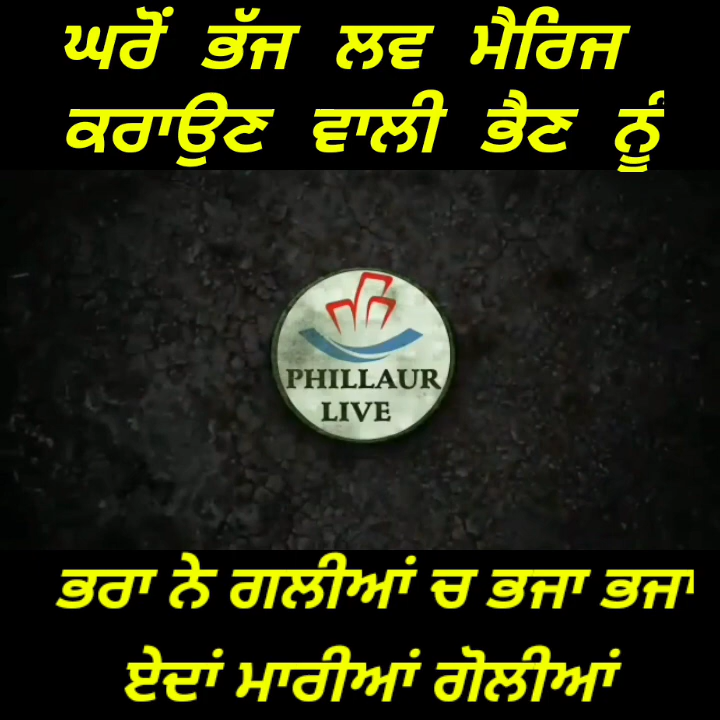 ਘਰੋਂ ਭੱਜ ਲਵ ਮੈਰਿਜ
ਕਰਾਉਣ ਵਾਲੀ ਭੈਣ ਨੂੰ
PHILLAUR
LIVE
ਭਰਾ ਨੇ ਗਲੀਆਂ ਚ ਭਜਾ ਭਜਾ
ਏਦਾਂ ਮਾਰੀਆਂ ਗੋਲੀਆਂ